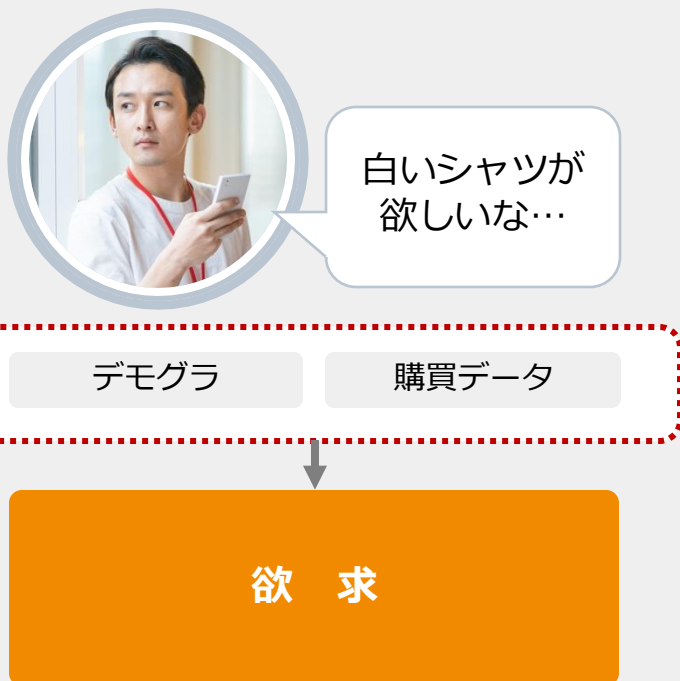 白いシャツが
欲しいな…
デモグラ
購買データ
欲　求